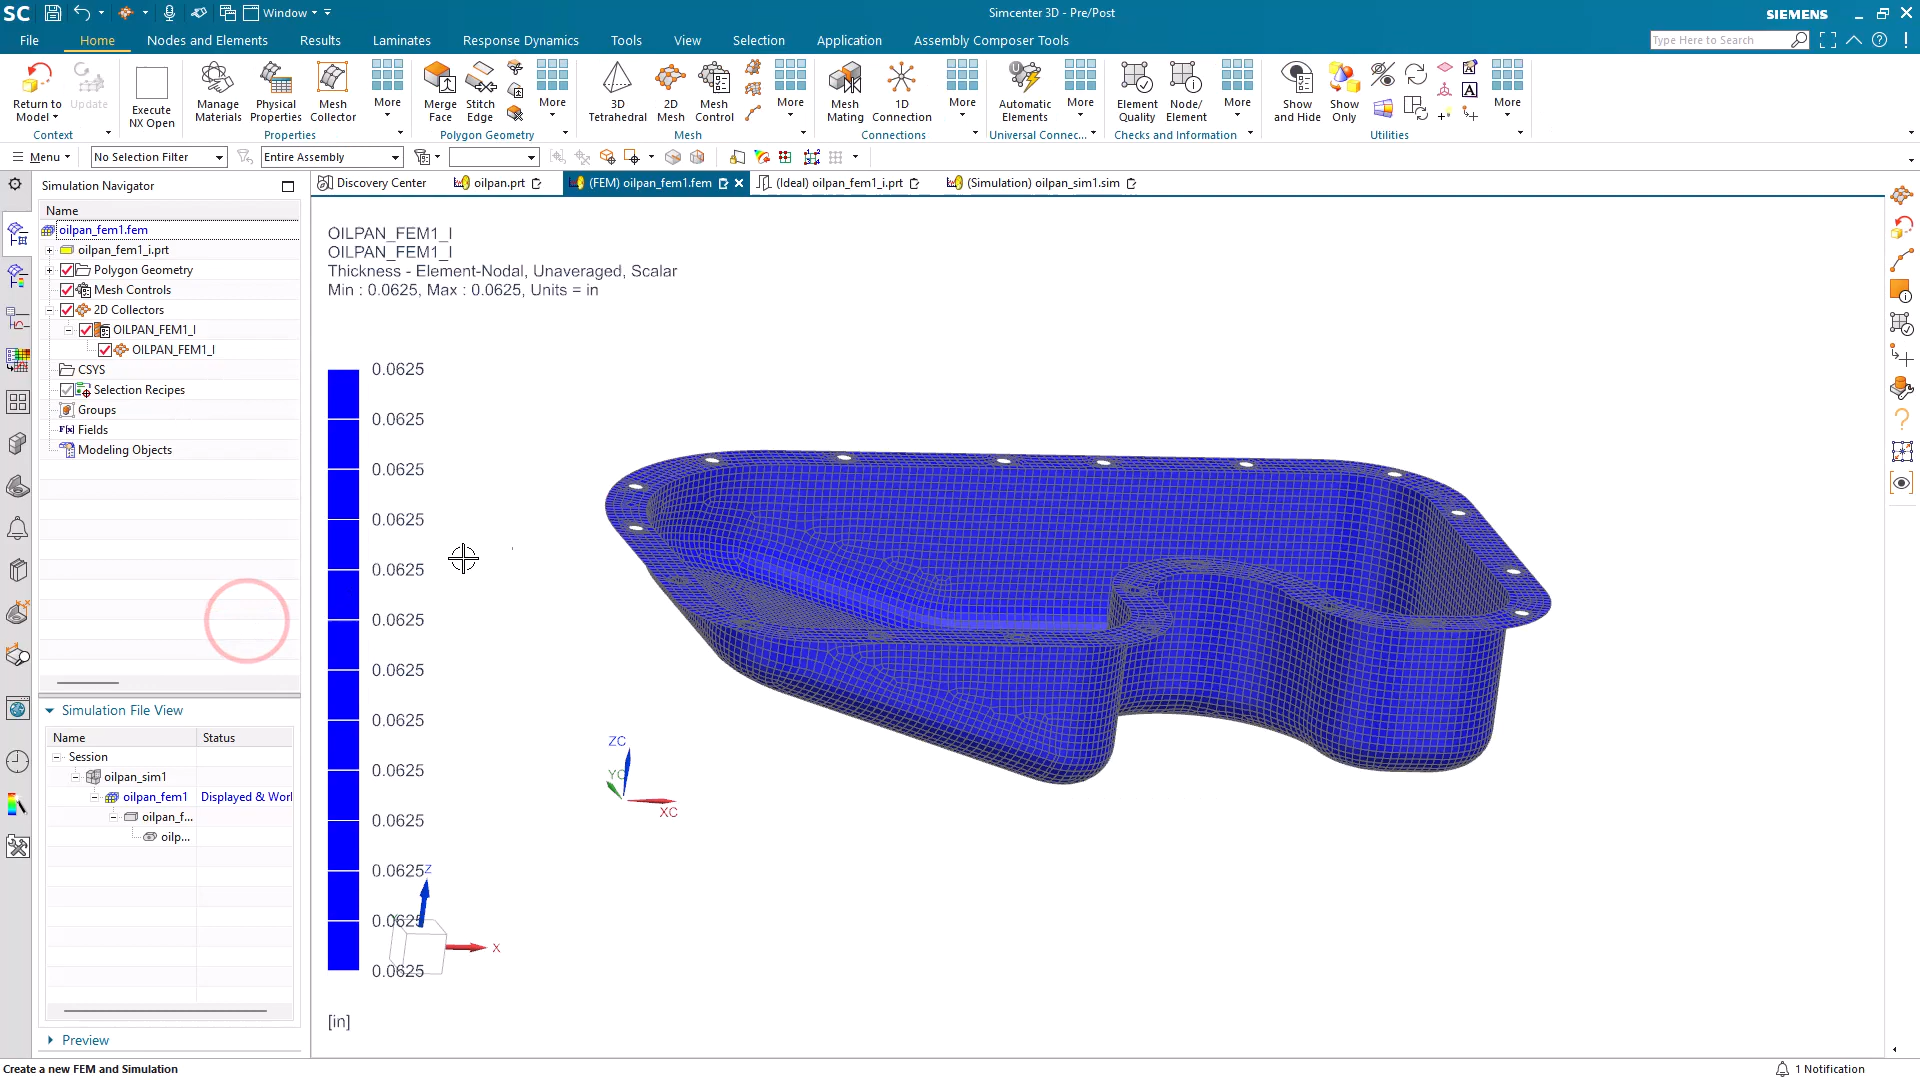 SC
Window
Simcenter 3D - Pre/Post
SIEMENS
File
Home
Nodes and Elements
Results
Laminates
Response Dynamics
Tools
View
Selection
Application
Assembly Composer Tools
Type Here to Search
Return to Model
Update
Context
Execute NX Open
Manage Materials
Physical Properties
Mesh Collector
More
Properties
Merge Face
Stitch Edge
More
Polygon Geometry
3D Tetrahedral
2D Mesh
Mesh Control
More
Mesh
Mesh Mating
1D Connection
More
Connections
Automatic Elements
More
Universal Connec...
Element Quality
Node/ Element
More
Checks and Information
Show and Hide
Show Only
More
Utilities
Menu
No Selection Filter
Entire Assembly
Simulation Navigator
Discovery Center
oilpan.prt
(FEM) oilpan_fem1.fem
(Ideal) oilpan_fem1_i.prt
(Simulation) oilpan_sim1.sim
Name
oilpan_fem1.fem
oilpan_fem1_i.prt
Polygon Geometry
Mesh Controls
2D Collectors
OILPAN_FEM1_I
OILPAN_FEM1_I
CSYS
Selection Recipes
Groups
F(x) Fields
Modeling Objects
OILPAN_FEM1_I
OILPAN_FEM1_I
Thickness - Element-Nodal, Unaveraged, Scalar
Min : 0.0625, Max : 0.0625, Units = in
0.0625
0.0625
0.0625
0.0625
0.0625
0.0625
0.0625
0.0625
0.0625
0.0625
0.0625
0.0625
0.0625
[in]
ZC
YC
XC
Z
X
Simulation File View
Name
Status
Session
oilpan_sim1
oilpan_fem1
Displayed & Worl
oilpan_f...
oilp...
Preview
Create a new FEM and Simulation
1 Notification